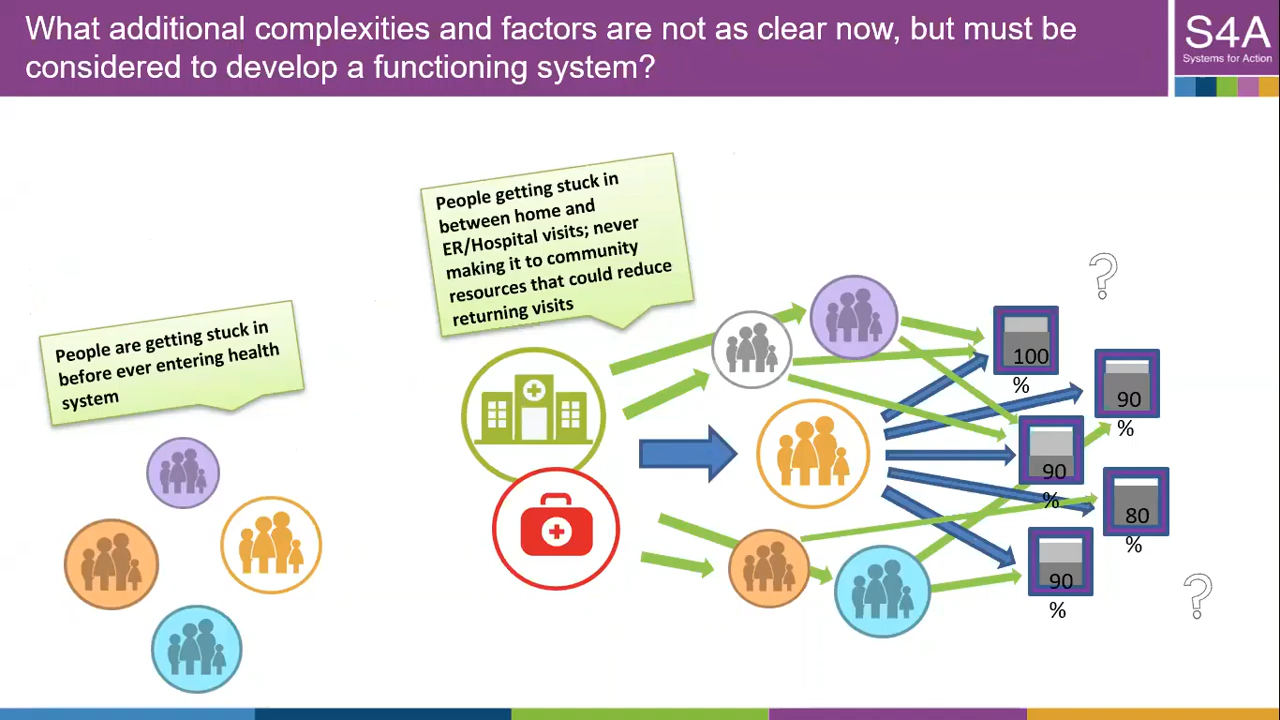 What additional complexities and factors are not as clear now, but must be
considered to develop a functioning system?
S4A
Systems for Action
People getting stuck in
between home and
ER/Hospital visits; never
making it to community
resources that could reduce
returning visits
People are getting stuck in
before ever entering health
system
?
100
%
90
%
90
%
80
%
90
%
?